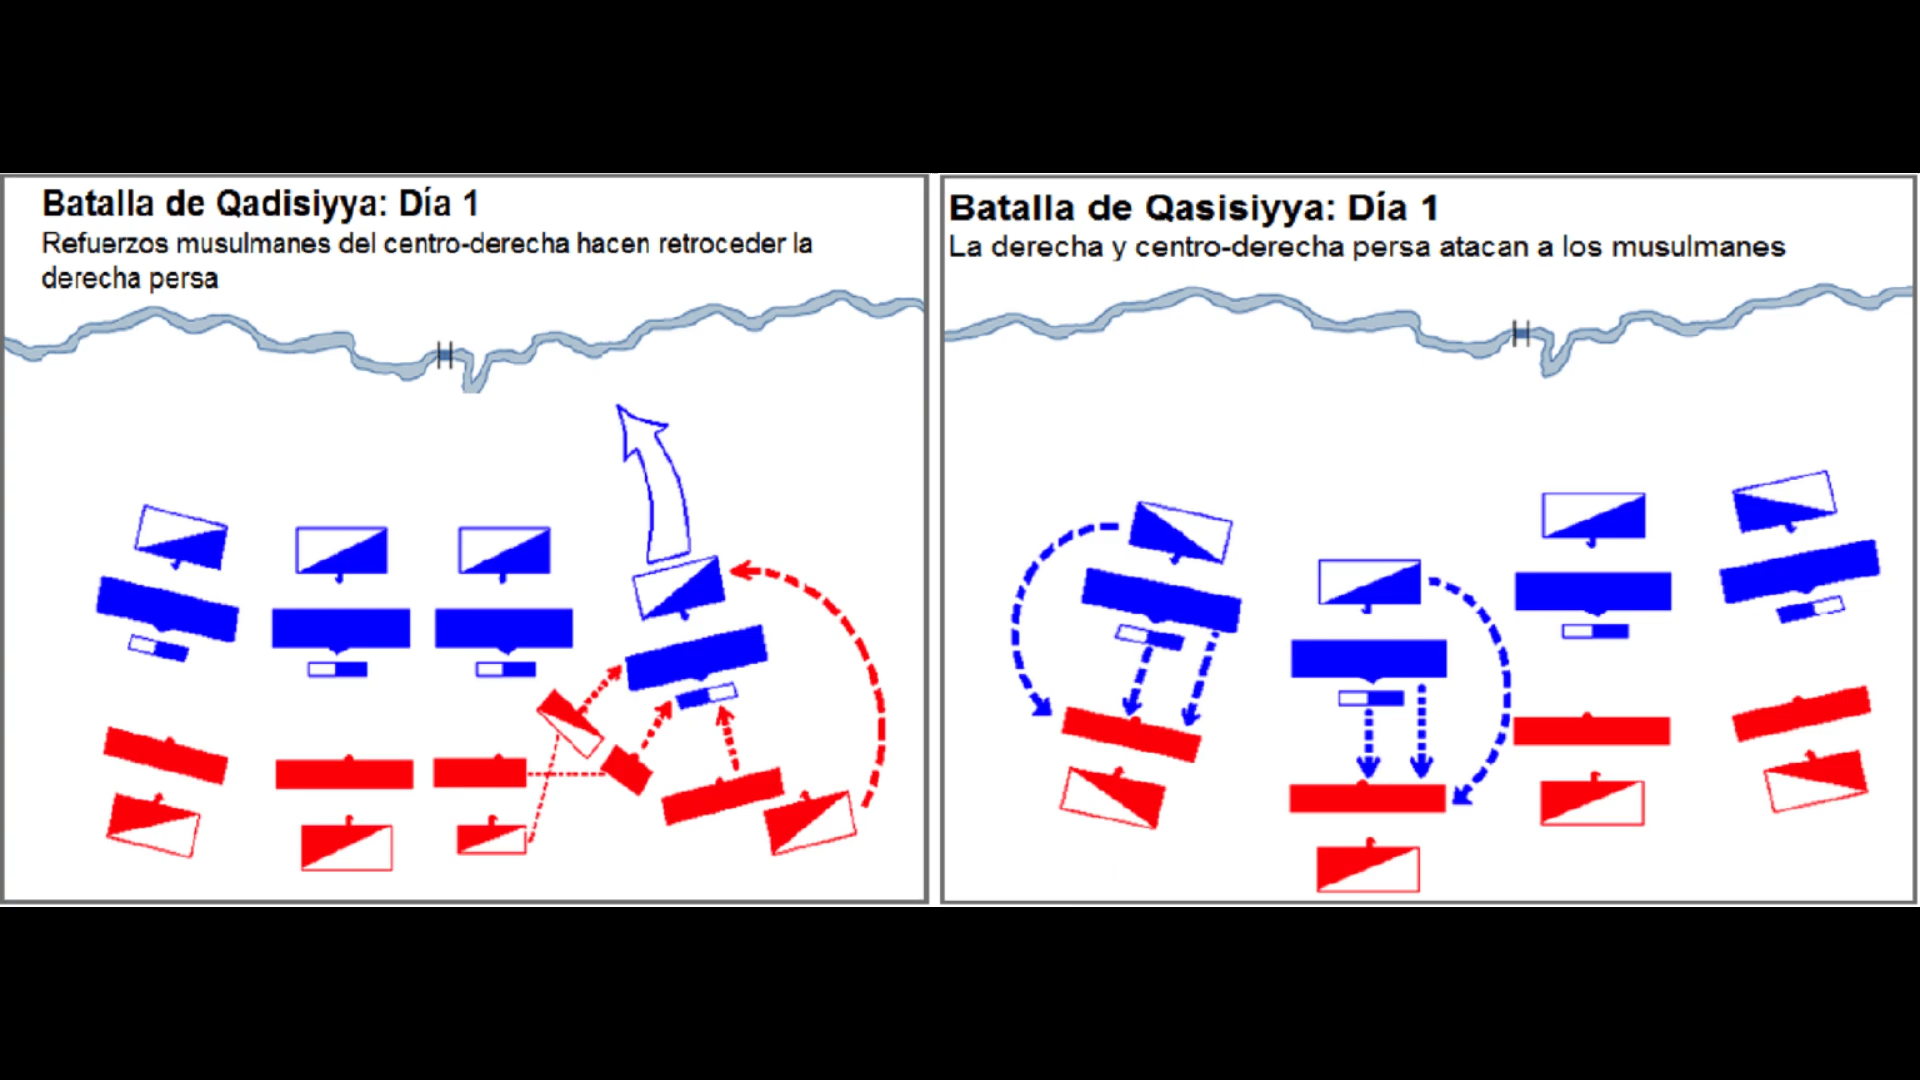 Batalla de Qadisiyya: Día 1
Refuerzos musulmanes del centro-derecha hacen retroceder la
derecha persa
Batalla de Qasisiyya: Día 1
La derecha y centro-derecha persa atacan a los musulmanes